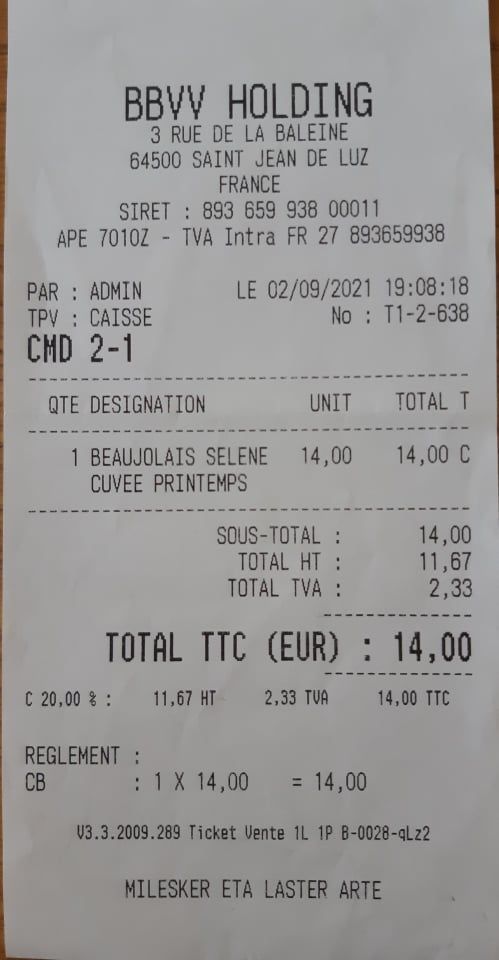 BBVV HOLDING
3 RUE DE LA BALEINE
64500 SAINT JEAN DE LUZ
FRANCE
SIRET : 893 659 938 00011
APE 7010Z - TVA Intra FR 27 893659938
PAR : ADMIN LE 02/09/2021 19:08:18
TPV : CAISSE No : T1-2-638
CMD 2-1
QTE DESIGNATION UNIT TOTAL T
1 BEAUJOLAIS SELENE 14,00 14,00 C
CUVEE PRINTEMPS
SOUS-TOTAL : 14,00
TOTAL HT : 11,67
TOTAL TVA : 2,33
TOTAL TTC (EUR) : 14,00
C 20,00 % : 11,67 HT 2,33 TVA 14,00 TTC
REGLEMENT :
CB : 1 X 14,00 = 14,00
V3.3.2009.289 Ticket Vente 1L 1P B-0028-qLz2
MILESKER ETA LASTER ARTE